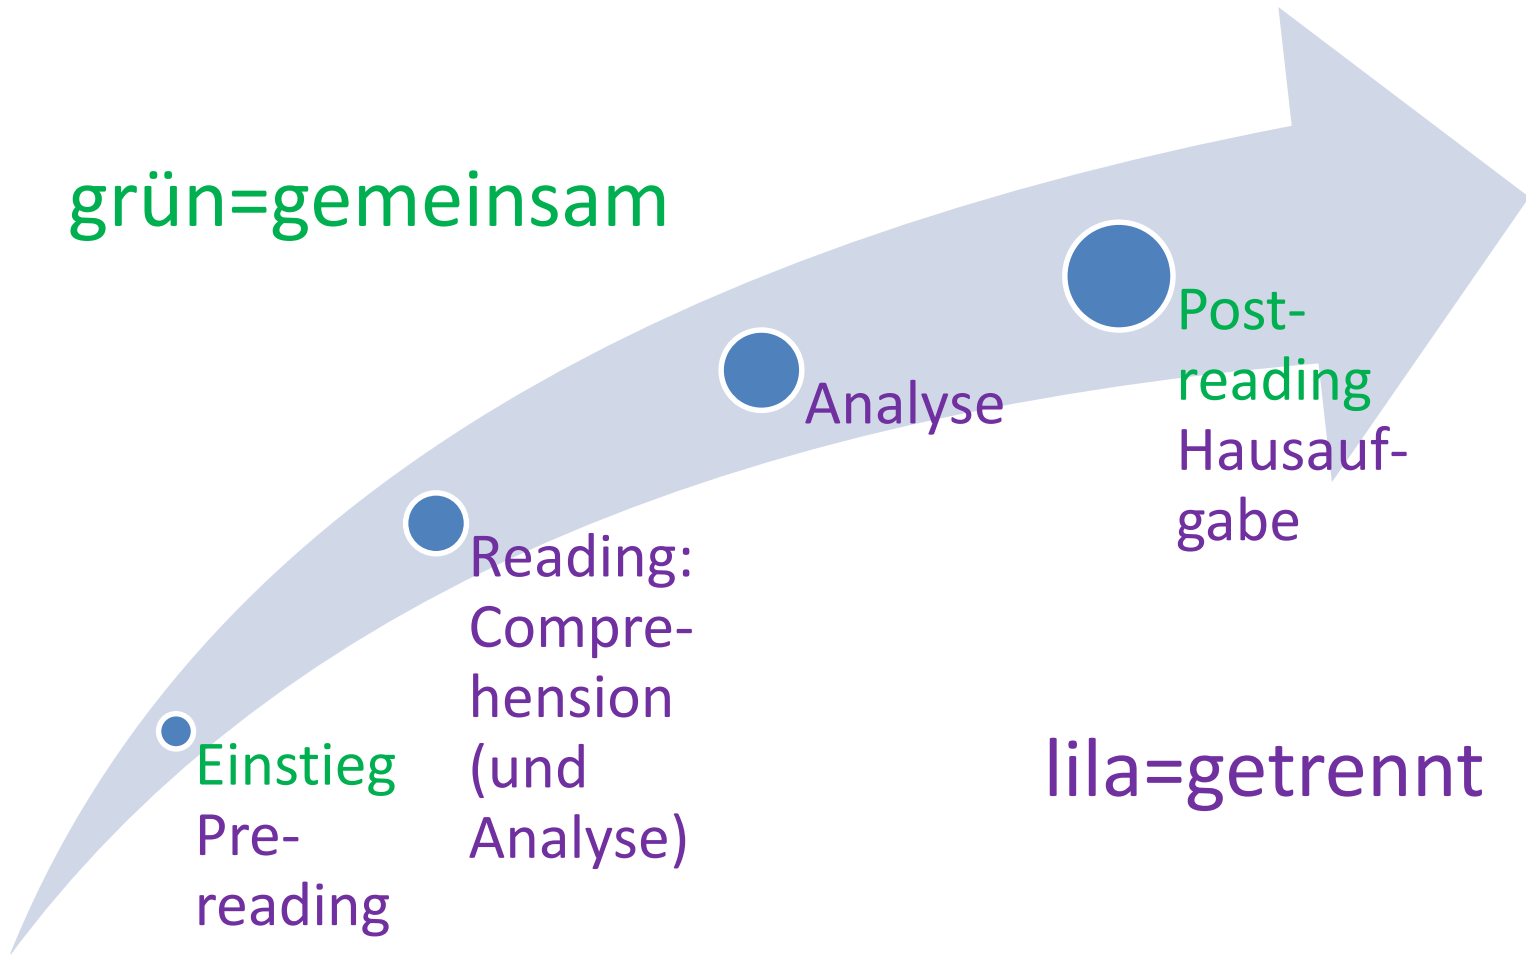 grün=gemeinsam
Einstieg
Pre-
reading
Reading:
Compre-
hension
(und
Analyse)
Analyse
Post-
reading
Hausauf-
gabe
lila=getrennt